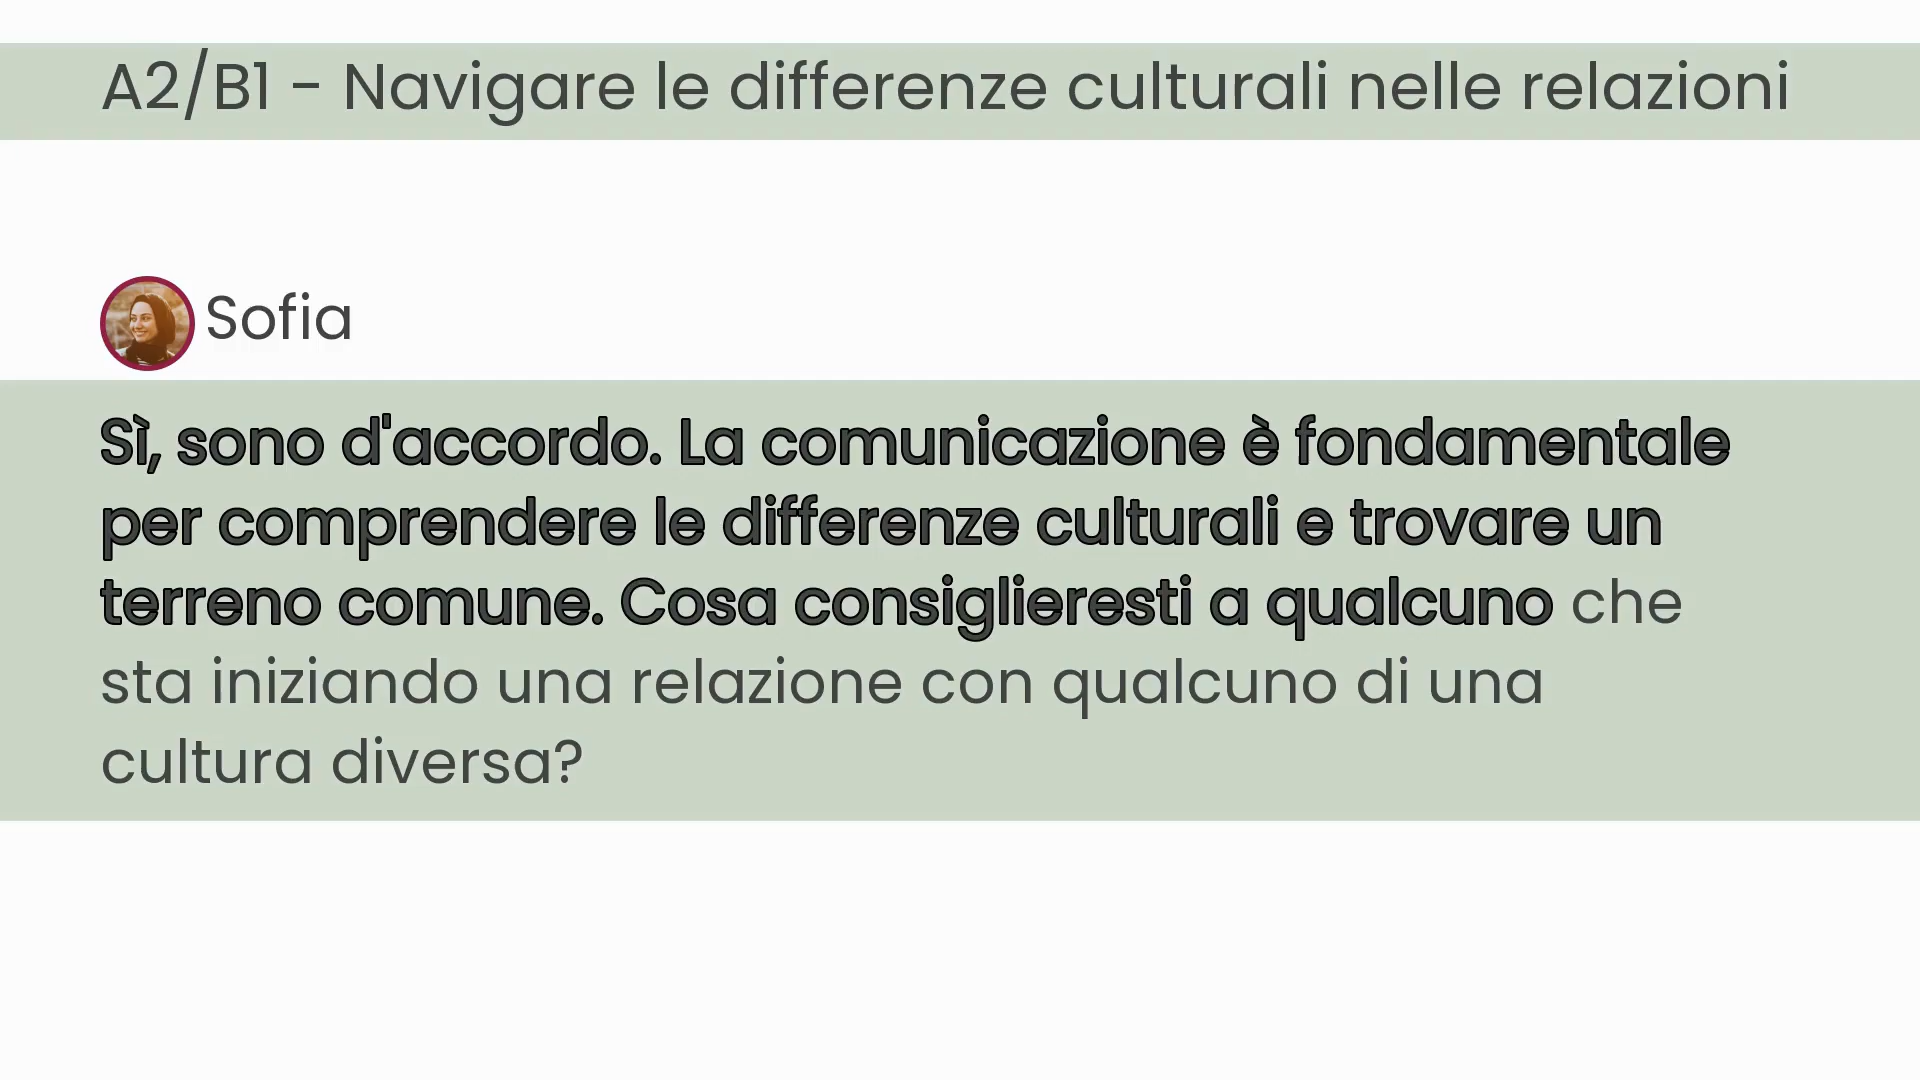 A2/B1 - Navigare le differenze culturali nelle relazioni
Sofia
Sì, sono d'accordo. La comunicazione è fondamentale
per comprendere le differenze culturali e trovare un
terreno comune. Cosa consiglieresti a qualcuno che
sta iniziando una relazione con qualcuno di una
cultura diversa?